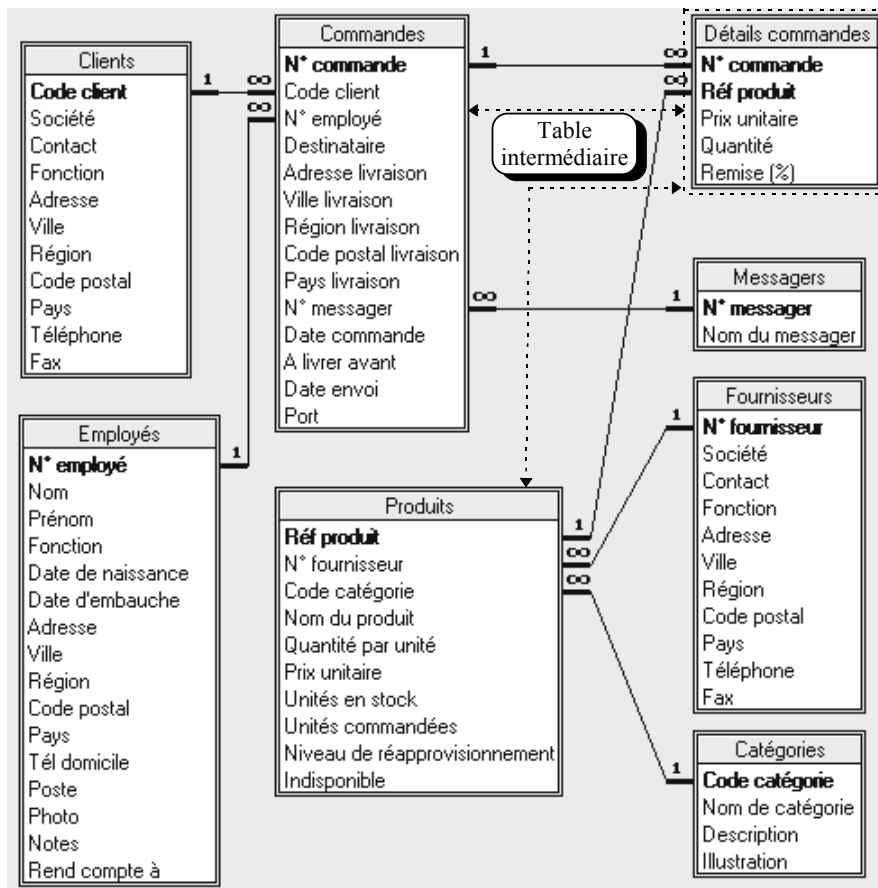 Clients
Code client
Société
Contact
Fonction
Adresse
Ville
Région
Code postal
Pays
Téléphone
Fax
1
∞
∞
Commandes
N° commande
Code client
N° employé
Destinataire
Adresse livraison
Ville livraison
Région livraison
Code postal livraison
Pays livraison
N° messager
Date commande
A livrer avant
Date envoi
Port
1
∞
∞
Détails commandes
N° commande
Réf produit
Prix unitaire
Quantité
Remise (%)
Table
intermédiaire
∞
1
Messagers
N° messager
Nom du messager
Employés
N° employé
Nom
Prénom
Fonction
Date de naissance
Date d'embauche
Adresse
Ville
Région
Code postal
Pays
Tél domicile
Poste
Photo
Notes
Rend compte à
1
Produits
Réf produit
N° fournisseur
Code catégorie
Nom du produit
Quantité par unité
Prix unitaire
Unités en stock
Unités commandées
Niveau de réapprovisionnement
Indisponible
1
∞
∞
1
Fournisseurs
N° fournisseur
Société
Contact
Fonction
Adresse
Ville
Région
Code postal
Pays
Téléphone
Fax
1
Catégories
Code catégorie
Nom de catégorie
Description
Illustration